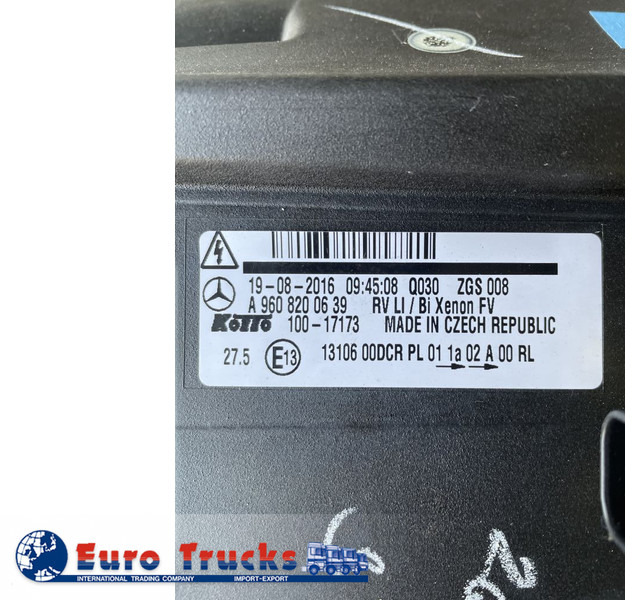 19-08-2016 09:45:08 Q030 ZGS 008
A 960 820 06 39 RV LI / Bi Xenon FV
100-17173 MADE IN CZECH REPUBLIC
27.5 E13 13106 00DCR PL 01 1a 02 A 00 RL
Euro Trucks
INTERNATIONAL TRADING COMPANY IMPORT-EXPORT